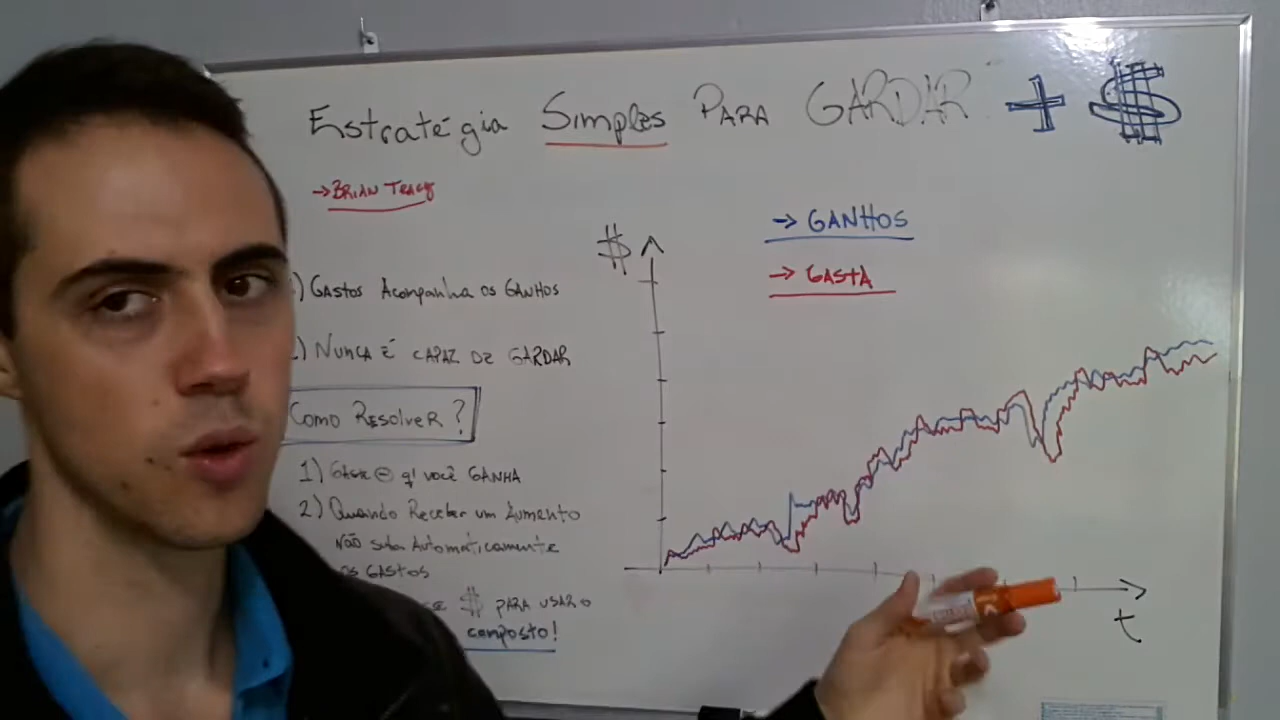 Estratégia Simples PARA GARDAR + $
→ BRIAN TRACY
) GASTOS Acompanha os GANHOS
) NUNCA É CAPAZ DE GARDAR
Como Resolver?
1) GASTE ⊖ q! você GANHA
2) Quando Receber um Aumento
Não suba Automáticamente
os GASTOS
$ PARA USAR o
composto!
$
→ GANHOS
→ GASTA
t